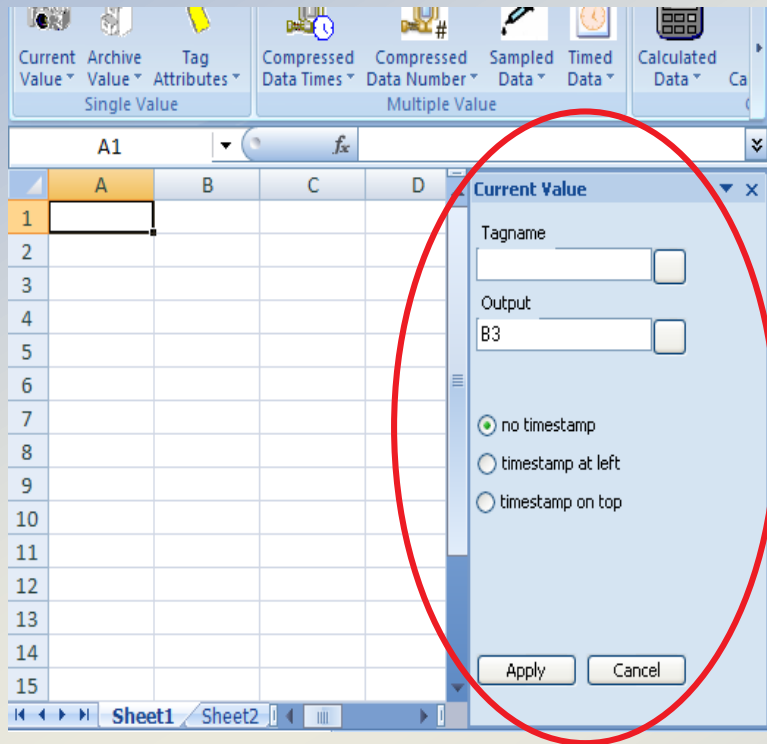 Current Archive Tag Compressed Compressed Sampled Timed Calculated
Value Value Attributes Data Times Data Number Data Data Data Ca
Single Value Multiple Value
A1 fx
A B C D
1
2
3
4
5
6
7
8
9
10
11
12
13
14
15
Current Value
Tagname
Output
B3
no timestamp
timestamp at left
timestamp on top
Apply Cancel
Sheet1 Sheet2